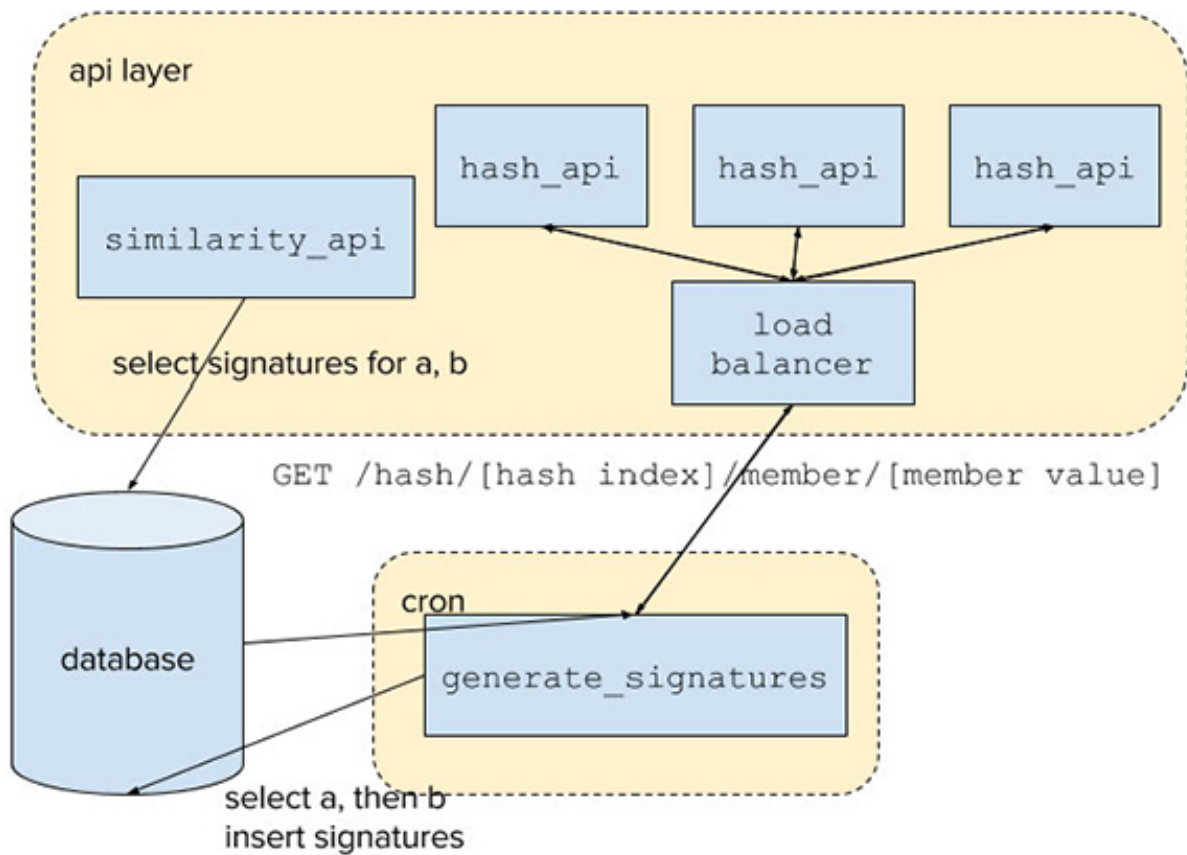 api layer
hash_api
hash_api
hash_api
similarity_api
load
balancer
select signatures for a, b
GET /hash/[hash index]/member/[member value]
cron
database
generate_signatures
select a, then b
insert signatures